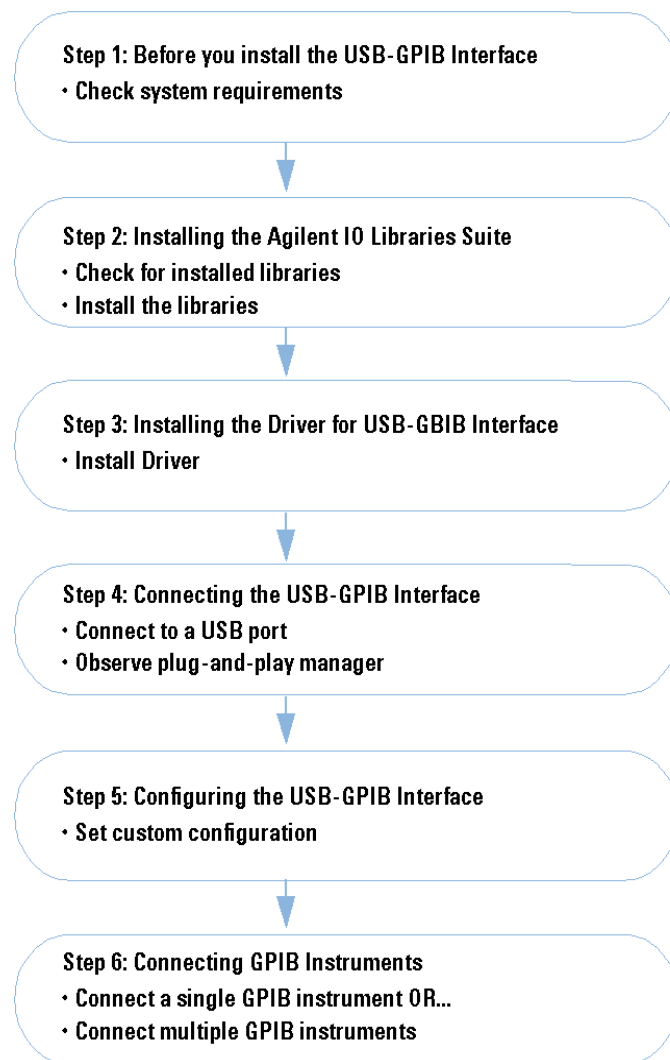 Step 1: Before you install the USB-GPIB Interface
• Check system requirements
Step 2: Installing the Agilent IO Libraries Suite
• Check for installed libraries
• Install the libraries
Step 3: Installing the Driver for USB-GBIB Interface
• Install Driver
Step 4: Connecting the USB-GPIB Interface
• Connect to a USB port
• Observe plug-and-play manager
Step 5: Configuring the USB-GPIB Interface
• Set custom configuration
Step 6: Connecting GPIB Instruments
• Connect a single GPIB instrument OR...
• Connect multiple GPIB instruments